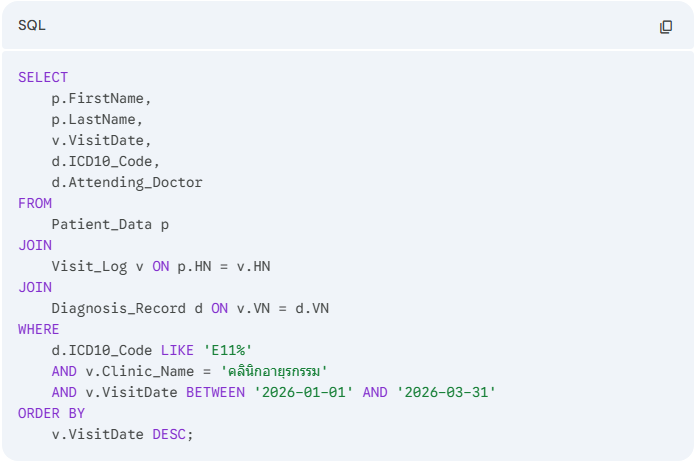 SQL
SELECT
    p.FirstName,
    p.LastName,
    v.VisitDate,
    d.ICD10_Code,
    d.Attending_Doctor
FROM
    Patient_Data p
JOIN
    Visit_Log v ON p.HN = v.HN
JOIN
    Diagnosis_Record d ON v.VN = d.VN
WHERE
    d.ICD10_Code LIKE 'E11%'
    AND v.Clinic_Name = 'คลินิกอายุรกรรม'
    AND v.VisitDate BETWEEN '2026-01-01' AND '2026-03-31'
ORDER BY
    v.VisitDate DESC;